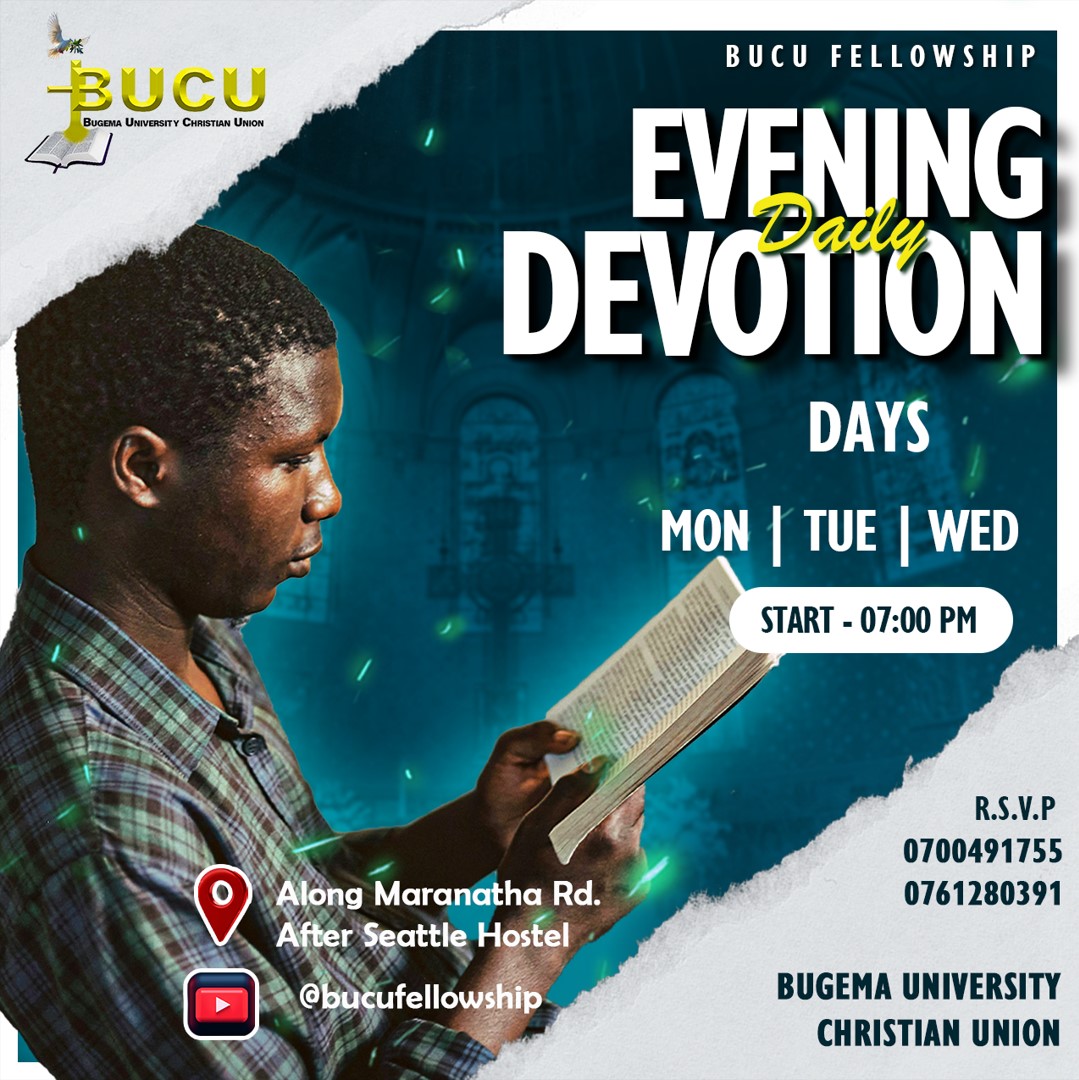 BUCU
BUGEMA UNIVERSITY CHRISTIAN UNION
BUCU FELLOWSHIP
EVENING
Daily
DEVOTION
DAYS
MON | TUE | WED
START - 07:00 PM
R.S.V.P
0700491755
0761280391
Along Maranatha Rd.
After Seattle Hostel
@bucufellowship
BUGEMA UNIVERSITY
CHRISTIAN UNION